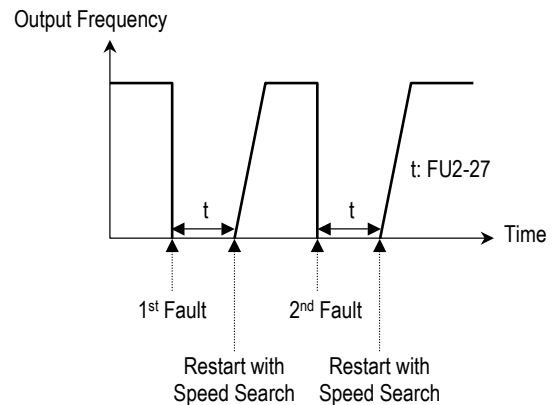 Output Frequency
t: FU2-27
t
t
Time
1st Fault
2nd Fault
Restart with
Speed Search
Restart with
Speed Search